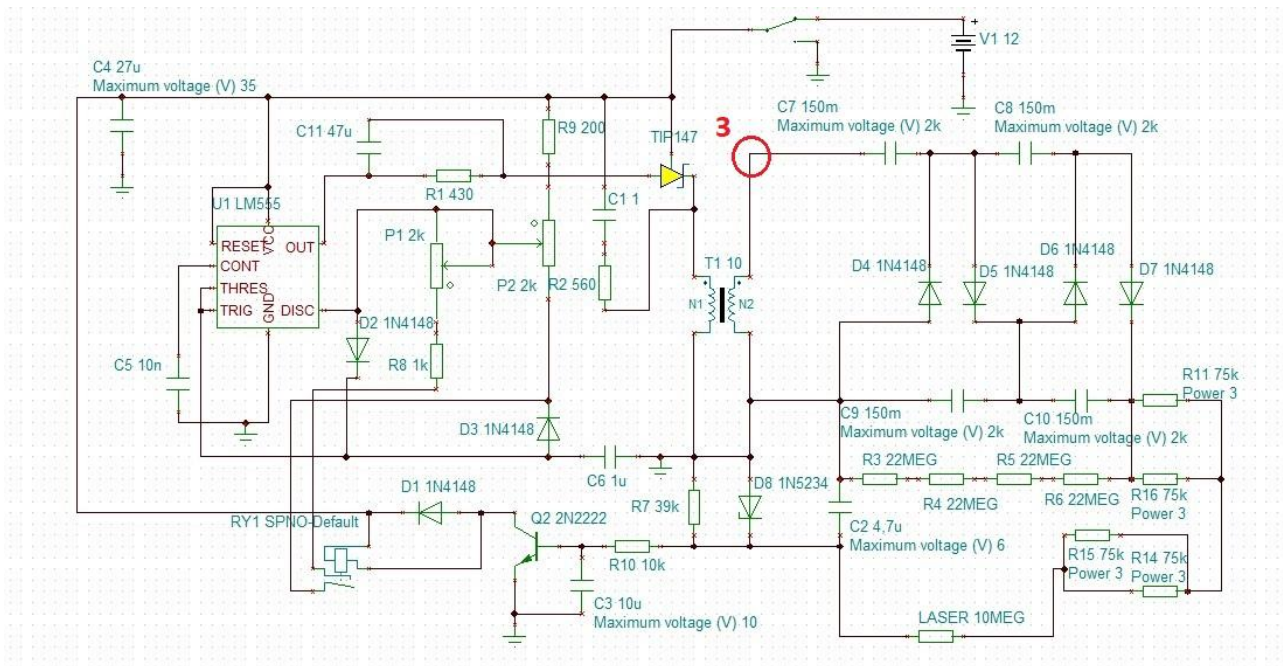 C4 27u
Maximum voltage (V) 35
+
V1 12
C11 47u
R9 200
TIP147
3
C7 150m
Maximum voltage (V) 2k
C8 150m
Maximum voltage (V) 2k
R1 430
C1 1
U1 LM555
RESET
VCC
OUT
CONT
THRES
TRIG
GND
DISC
P1 2k
P2 2k
R2 560
T1 10
N1
N2
D4 1N4148
D5 1N4148
D6 1N4148
D7 1N4148
D2 1N4148
C5 10n
R8 1k
D3 1N4148
C6 1u
R11 75k
Power 3
C9 150m
Maximum voltage (V) 2k
C10 150m
Maximum voltage (V) 2k
R3 22MEG
R4 22MEG
R5 22MEG
R6 22MEG
R16 75k
Power 3
D1 1N4148
RY1 SPNO-Default
Q2 2N2222
R7 39k
D8 1N5234
C2 4,7u
Maximum voltage (V) 6
R10 10k
R15 75k
Power 3
R14 75k
Power 3
C3 10u
Maximum voltage (V) 10
LASER 10MEG